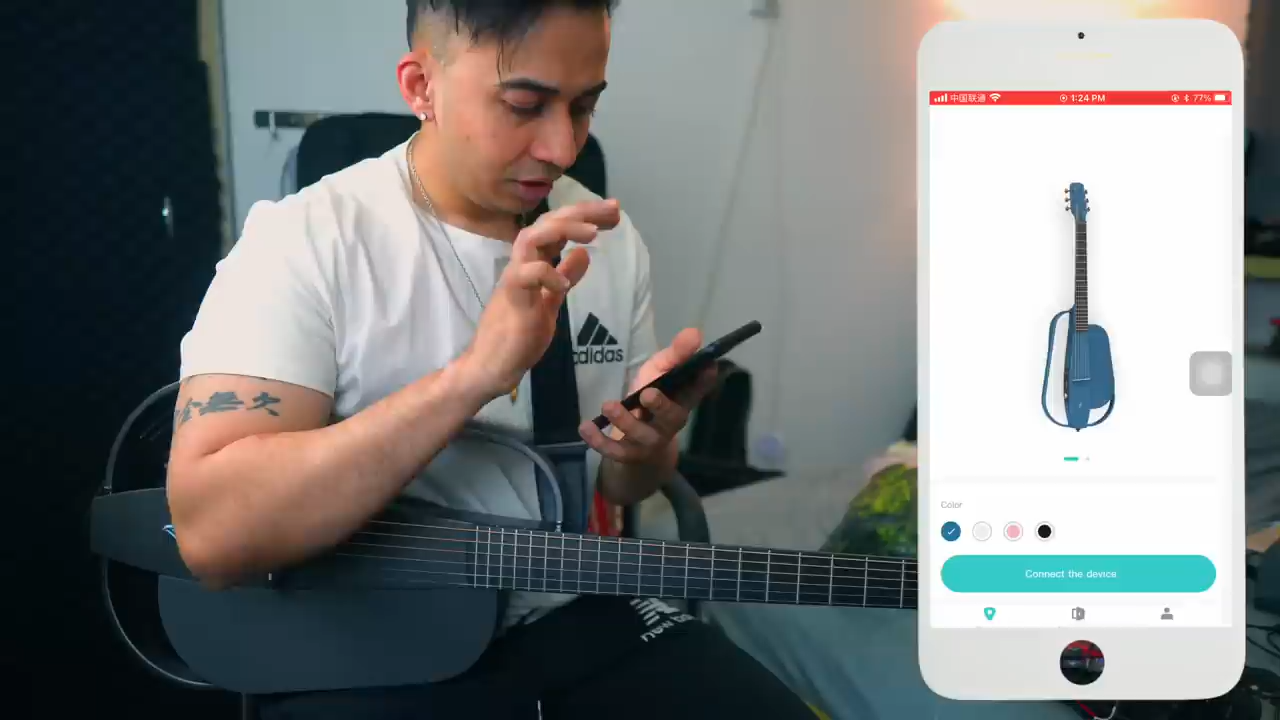 中国联通
1:24 PM
77%
adidas
Color
Connect the device